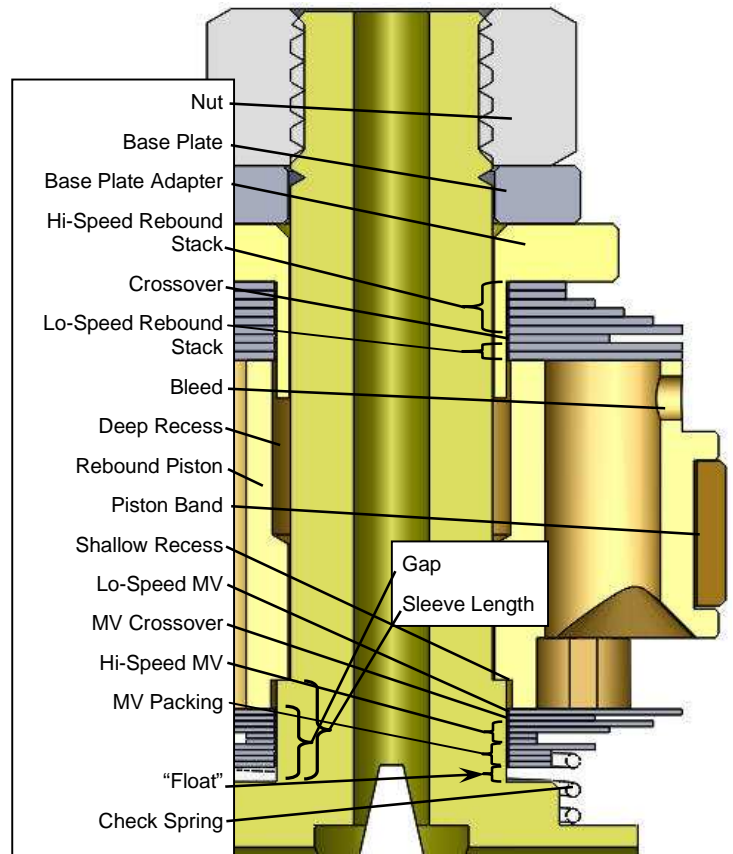 Nut
Base Plate
Base Plate Adapter
Hi-Speed Rebound
Stack
Crossover
Lo-Speed Rebound
Stack
Bleed
Deep Recess
Rebound Piston
Piston Band
Shallow Recess
Lo-Speed MV
MV Crossover
Hi-Speed MV
MV Packing
“Float”
Check Spring
Gap
Sleeve Length